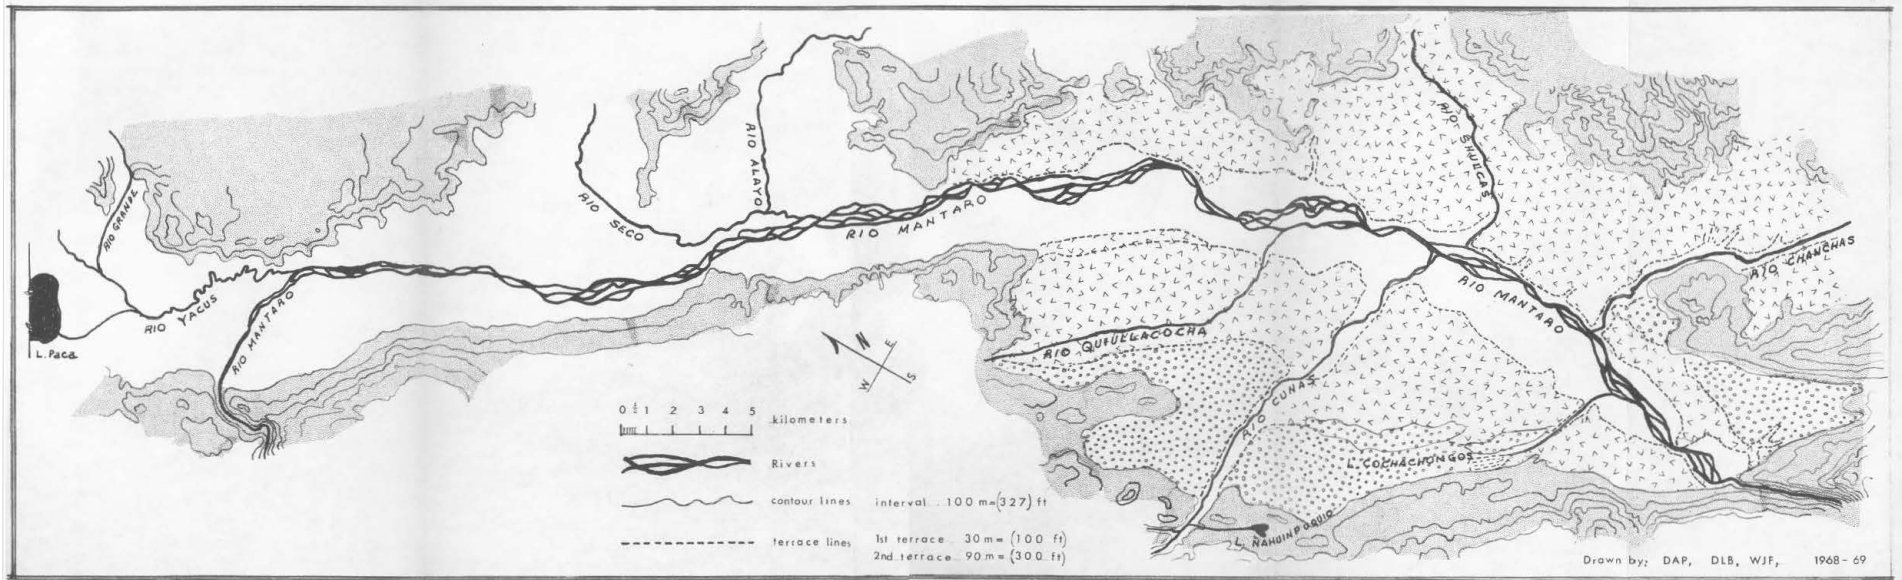 RIO GRANDE
RIO YACUS
L. Paca
RIO MANTARO
RIO SECO
RIO ALAYO
RIO MANTARO
RIO SHULCAS
RIO MANTARO
RIO CHANCHAS
RIO QUIULLACOCHA
RIO CUNAS
L. COCHACHONGOS
L. ÑAHUINPUQUIO
N
E
W
S
0 ½ 1 2 3 4 5
kilometers
Rivers
contour lines interval . 100 m=(327) ft
terrace lines 1st terrace 30 m= (100 ft)
2nd terrace 90 m= (300 ft)
Drawn by: DAP, DLB, WJF, 1968-69